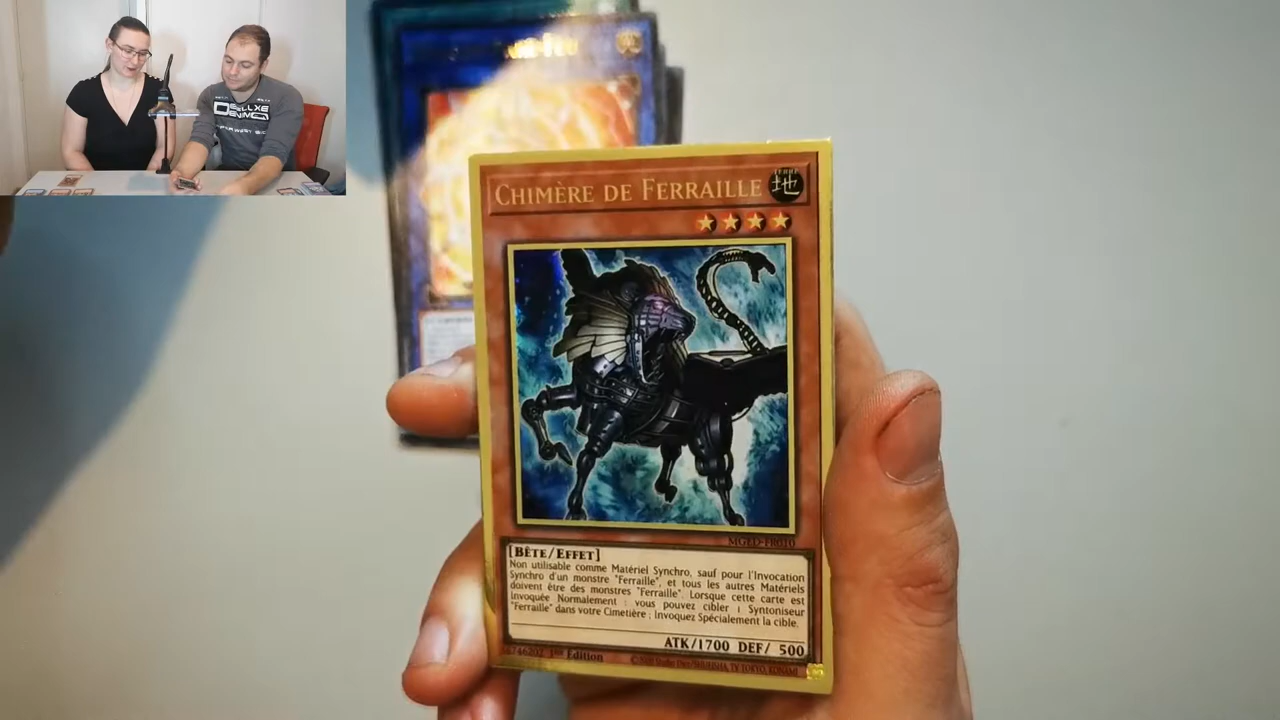 CHIMÈRE DE FERRAILLE
TERRE
地
MGED-FR010
[BÊTE/EFFET]
Non utilisable comme Matériel Synchro, sauf pour l'Invocation
Synchro d'un monstre "Ferraille", et tous les autres Matériels
doivent être des monstres "Ferraille". Lorsque cette carte est
Invoquée Normalement : vous pouvez cibler 1 Syntoniseur
"Ferraille" dans votre Cimetière ; Invoquez Spécialement la cible.
ATK/1700 DEF/ 500
1st Edition